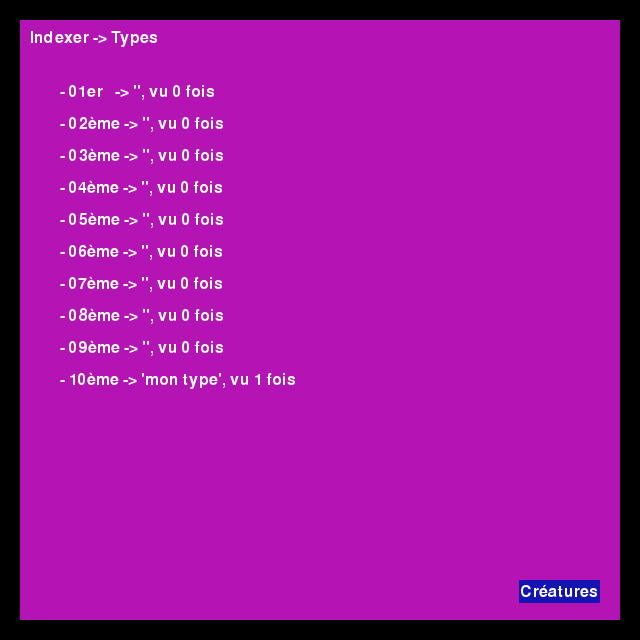 Indexer -> Types
- 01er -> '', vu 0 fois
- 02ème -> '', vu 0 fois
- 03ème -> '', vu 0 fois
- 04ème -> '', vu 0 fois
- 05ème -> '', vu 0 fois
- 06ème -> '', vu 0 fois
- 07ème -> '', vu 0 fois
- 08ème -> '', vu 0 fois
- 09ème -> '', vu 0 fois
- 10ème -> 'mon type', vu 1 fois
Créatures